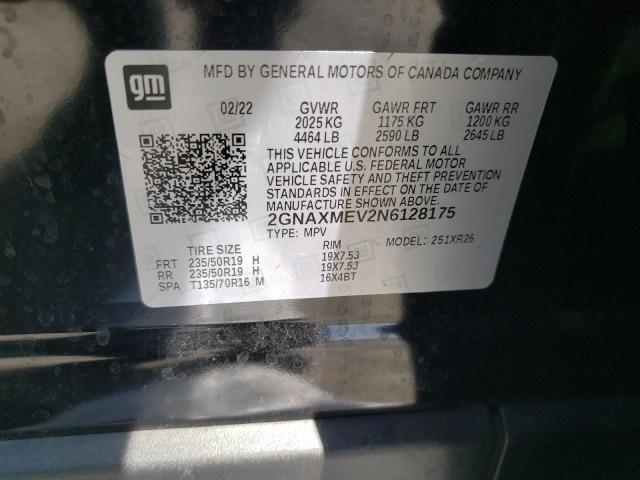 gm
MFD BY GENERAL MOTORS OF CANADA COMPANY
02/22 GVWR GAWR FRT GAWR RR
2025 KG 1175 KG 1200 KG
4464 LB 2590 LB 2645 LB
THIS VEHICLE CONFORMS TO ALL
APPLICABLE U.S. FEDERAL MOTOR
VEHICLE SAFETY AND THEFT PREVENTION
STANDARDS IN EFFECT ON THE DATE OF
MANUFACTURE SHOWN ABOVE.
2GNAXMEV2N6128175
TYPE: MPV MODEL: 251XR26
TIRE SIZE RIM
FRT 235/50R19 H 19X7.5J
RR 235/50R19 H 19X7.5J
SPA T135/70R16 M 16X4BT